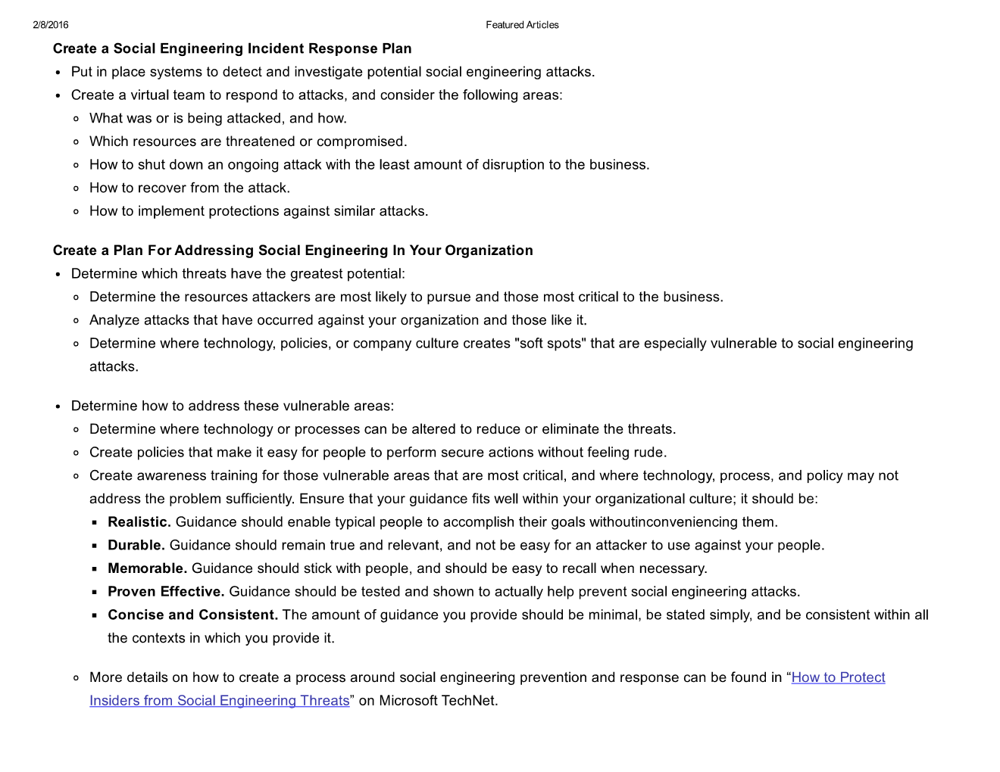 2/8/2016
Featured Articles
Create a Social Engineering Incident Response Plan
• Put in place systems to detect and investigate potential social engineering attacks.
• Create a virtual team to respond to attacks, and consider the following areas:
What was or is being attacked, and how.
Which resources are threatened or compromised.
How to shut down an ongoing attack with the least amount of disruption to the business.
How to recover from the attack.
How to implement protections against similar attacks.
Create a Plan For Addressing Social Engineering In Your Organization
• Determine which threats have the greatest potential:
Determine the resources attackers are most likely to pursue and those most critical to the business.
Analyze attacks that have occurred against your organization and those like it.
Determine where technology, policies, or company culture creates "soft spots" that are especially vulnerable to social engineering
attacks.
• Determine how to address these vulnerable areas:
Determine where technology or processes can be altered to reduce or eliminate the threats.
Create policies that make it easy for people to perform secure actions without feeling rude.
Create awareness training for those vulnerable areas that are most critical, and where technology, process, and policy may not
address the problem sufficiently. Ensure that your guidance fits well within your organizational culture; it should be:
Realistic. Guidance should enable typical people to accomplish their goals withoutinconveniencing them.
Durable. Guidance should remain true and relevant, and not be easy for an attacker to use against your people.
Memorable. Guidance should stick with people, and should be easy to recall when necessary.
Proven Effective. Guidance should be tested and shown to actually help prevent social engineering attacks.
Concise and Consistent. The amount of guidance you provide should be minimal, be stated simply, and be consistent within all
the contexts in which you provide it.
More details on how to create a process around social engineering prevention and response can be found in “How to Protect
Insiders from Social Engineering Threats” on Microsoft TechNet.